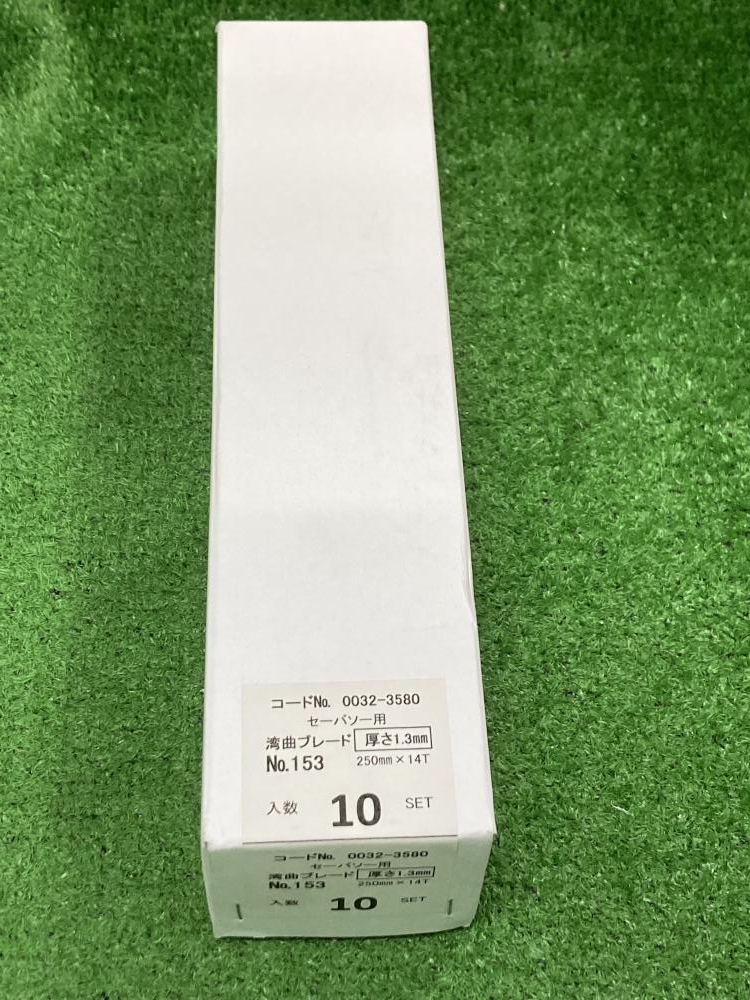 コードNo. 0032-3580
セーバソー用
湾曲ブレード 厚さ1.3mm
No.153 250mm×14T
入数 10 SET
コードNo. 0032-3580
セーバソー用
湾曲ブレード 厚さ1.3mm
No.153 250mm×14T
入数 10 SET